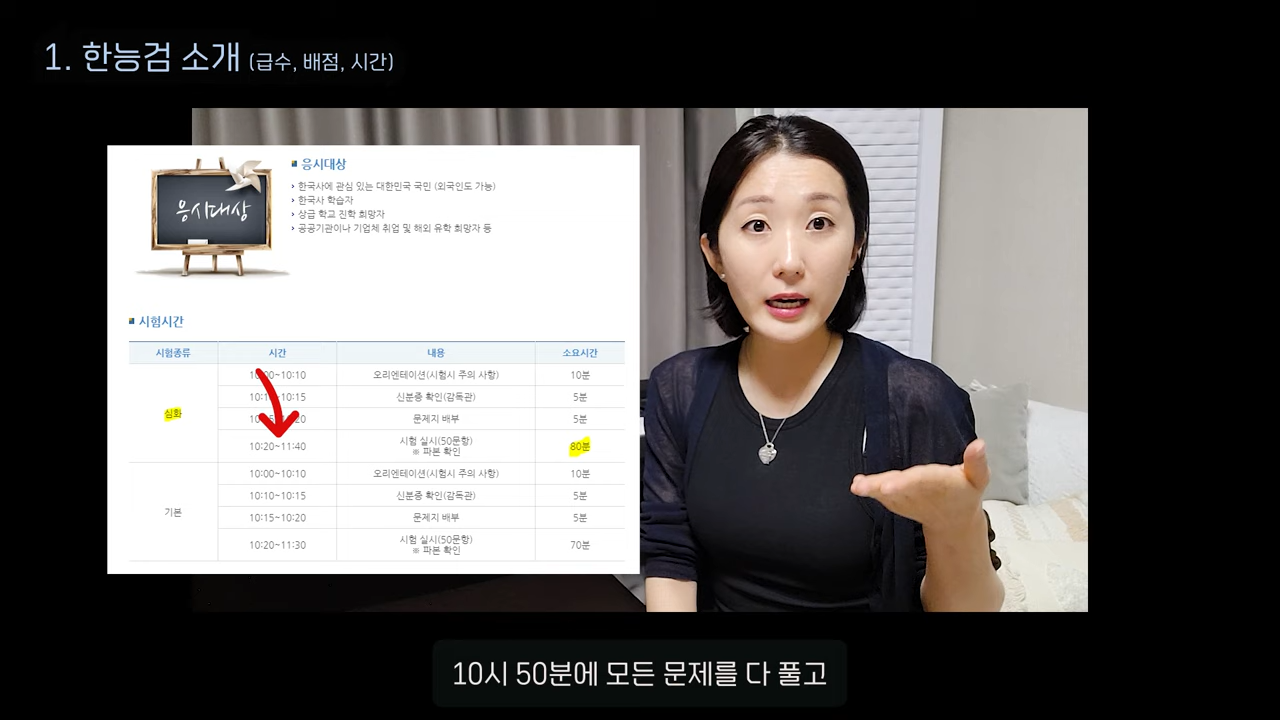 1. 한능검 소개 (급수, 배점, 시간)
응시대상
응시대상
› 한국사에 관심 있는 대한민국 국민 (외국인도 가능)
› 한국사 학습자
› 상급 학교 진학 희망자
› 공공기관이나 기업체 취업 및 해외 유학 희망자 등
시험시간
시험종류 시간 내용 소요시간
오리엔테이션(시험시 주의 사항) 10분
신분증 확인(감독관) 5분
심화
문제지 배부 5분
10:20~11:40 시험 실시(50문항) 80분
※ 파본 확인
10:00~10:10 오리엔테이션(시험시 주의 사항) 10분
10:10~10:15 신분증 확인(감독관) 5분
기본
10:15~10:20 문제지 배부 5분
10:20~11:30 시험 실시(50문항) 70분
※ 파본 확인
10시 50분에 모든 문제를 다 풀고